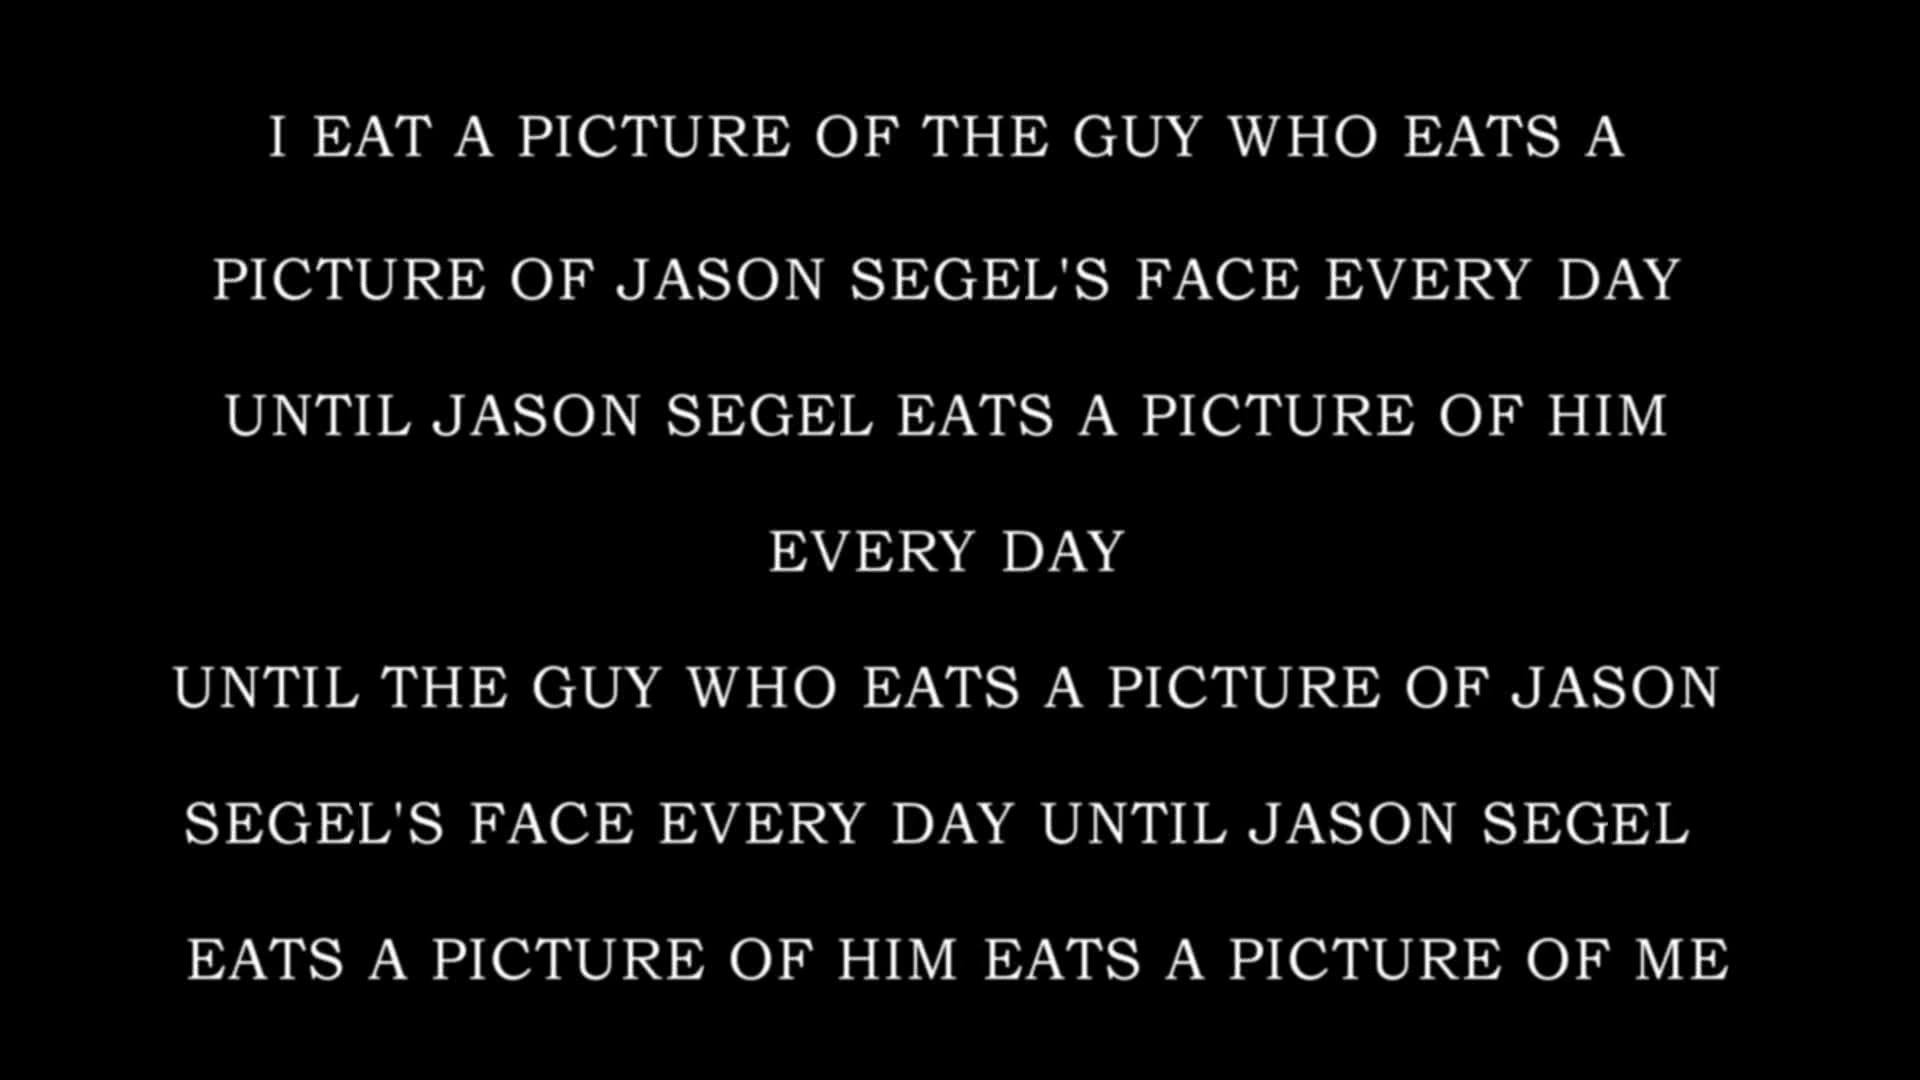 I EAT A PICTURE OF THE GUY WHO EATS A
PICTURE OF JASON SEGEL'S FACE EVERY DAY
UNTIL JASON SEGEL EATS A PICTURE OF HIM
EVERY DAY
UNTIL THE GUY WHO EATS A PICTURE OF JASON
SEGEL'S FACE EVERY DAY UNTIL JASON SEGEL
EATS A PICTURE OF HIM EATS A PICTURE OF ME